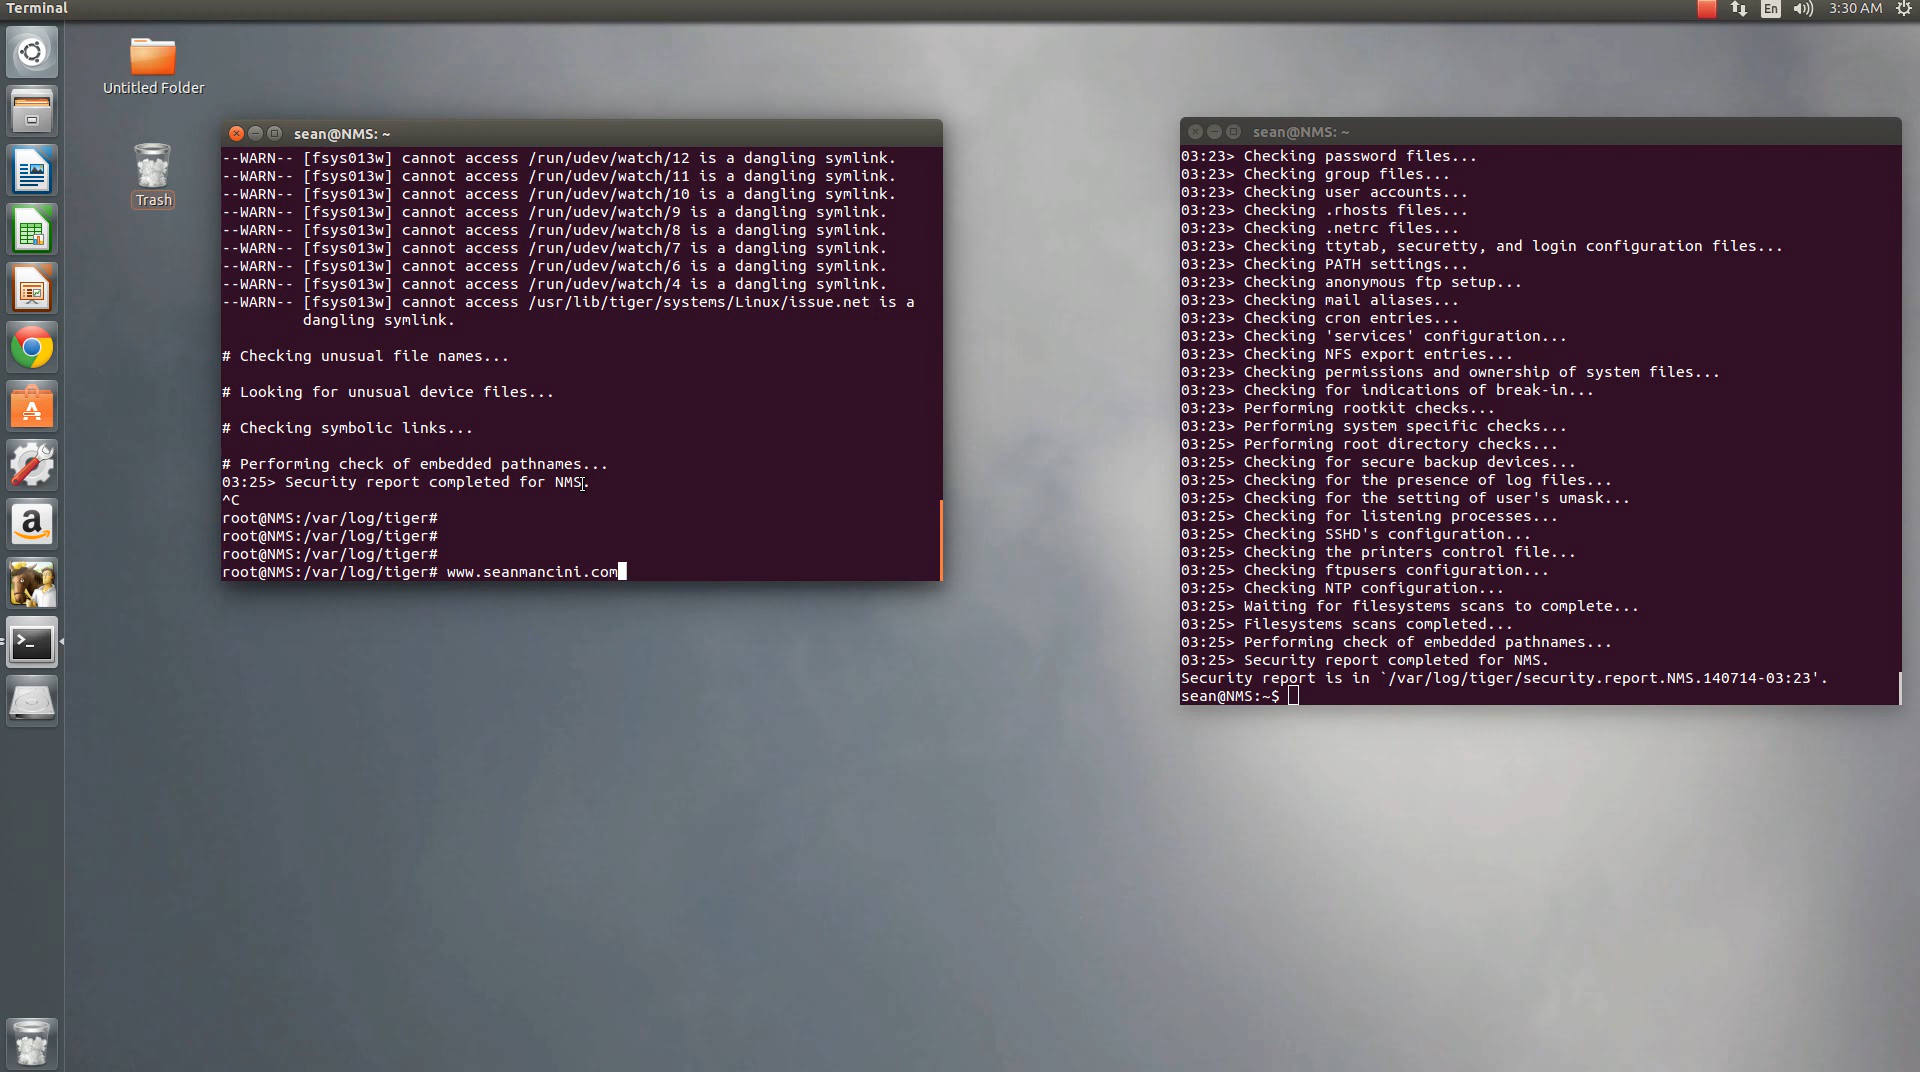 Terminal
En
3:30 AM
Untitled Folder
Trash
sean@NMS: ~
--WARN-- [fsys013w] cannot access /run/udev/watch/12 is a dangling symlink.
--WARN-- [fsys013w] cannot access /run/udev/watch/11 is a dangling symlink.
--WARN-- [fsys013w] cannot access /run/udev/watch/10 is a dangling symlink.
--WARN-- [fsys013w] cannot access /run/udev/watch/9 is a dangling symlink.
--WARN-- [fsys013w] cannot access /run/udev/watch/8 is a dangling symlink.
--WARN-- [fsys013w] cannot access /run/udev/watch/7 is a dangling symlink.
--WARN-- [fsys013w] cannot access /run/udev/watch/6 is a dangling symlink.
--WARN-- [fsys013w] cannot access /run/udev/watch/4 is a dangling symlink.
--WARN-- [fsys013w] cannot access /usr/lib/tiger/systems/Linux/issue.net is a
dangling symlink.
# Checking unusual file names...
# Looking for unusual device files...
# Checking symbolic links...
# Performing check of embedded pathnames...
03:25> Security report completed for NMS.
^C
root@NMS:/var/log/tiger#
root@NMS:/var/log/tiger#
root@NMS:/var/log/tiger#
root@NMS:/var/log/tiger# www.seanmancini.com
sean@NMS: ~
03:23> Checking password files...
03:23> Checking group files...
03:23> Checking user accounts...
03:23> Checking .rhosts files...
03:23> Checking .netrc files...
03:23> Checking ttytab, securetty, and login configuration files...
03:23> Checking PATH settings...
03:23> Checking anonymous ftp setup...
03:23> Checking mail aliases...
03:23> Checking cron entries...
03:23> Checking 'services' configuration...
03:23> Checking NFS export entries...
03:23> Checking permissions and ownership of system files...
03:23> Checking for indications of break-in...
03:23> Performing rootkit checks...
03:23> Performing system specific checks...
03:25> Performing root directory checks...
03:25> Checking for secure backup devices...
03:25> Checking for the presence of log files...
03:25> Checking for the setting of user's umask...
03:25> Checking for listening processes...
03:25> Checking SSHD's configuration...
03:25> Checking the printers control file...
03:25> Checking ftpusers configuration...
03:25> Checking NTP configuration...
03:25> Waiting for filesystems scans to complete...
03:25> Filesystems scans completed...
03:25> Performing check of embedded pathnames...
03:25> Security report completed for NMS.
Security report is in `/var/log/tiger/security.report.NMS.140714-03:23'.
sean@NMS:~$